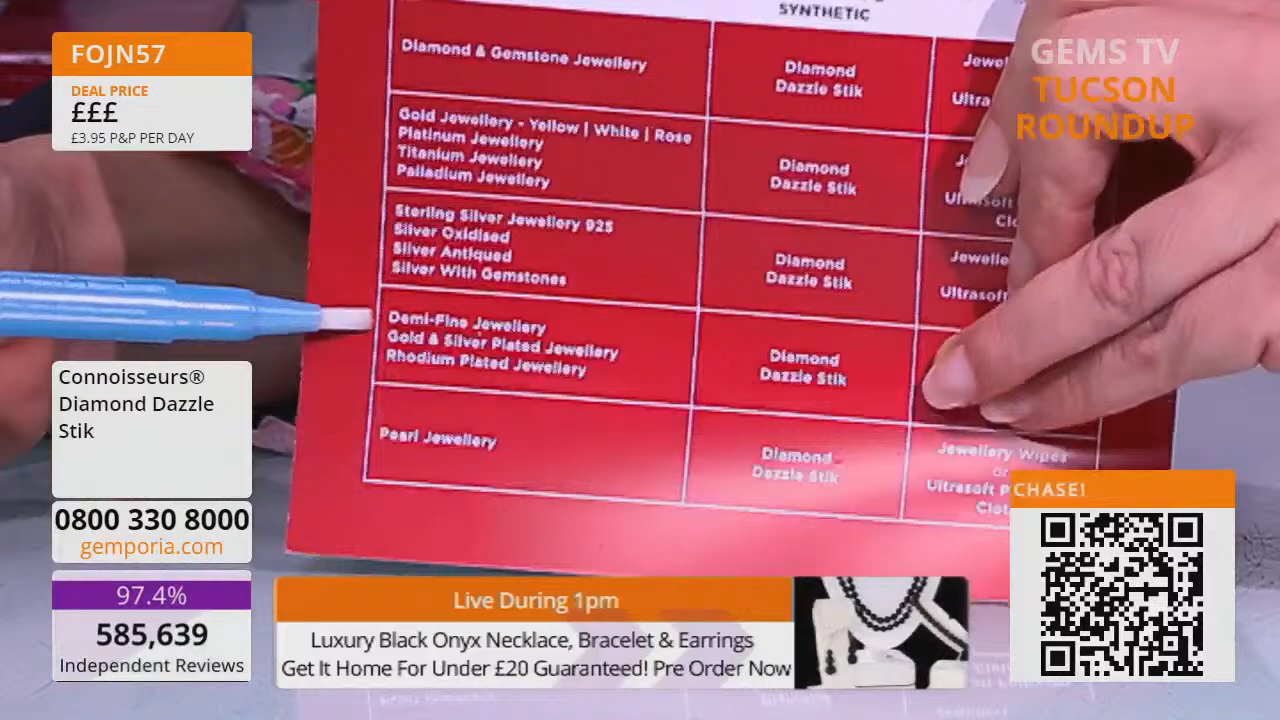 FOJN57
DEAL PRICE
£££
£3.95 P&P PER DAY
GEMS TV
TUCSON
ROUNDUP
SYNTHETIC
Diamond & Gemstone Jewellery
Diamond
Dazzle Stik
Gold Jewellery - Yellow | White | Rose
Platinum Jewellery
Titanium Jewellery
Palladium Jewellery
Diamond
Dazzle Stik
Sterling Silver Jewellery 925
Silver Oxidised
Silver Antiqued
Silver With Gemstones
Diamond
Dazzle Stik
Demi-Fine Jewellery
Gold & Silver Plated Jewellery
Rhodium Plated Jewellery
Diamond
Dazzle Stik
Pearl Jewellery
Diamond
Dazzle Stik
Jewellery Wipes
or
Ultrasoft
Connoisseurs®
Diamond Dazzle
Stik
0800 330 8000
gemporia.com
97.4%
585,639
Independent Reviews
Live During 1pm
Luxury Black Onyx Necklace, Bracelet & Earrings
Get It Home For Under £20 Guaranteed! Pre Order Now
CHASE!